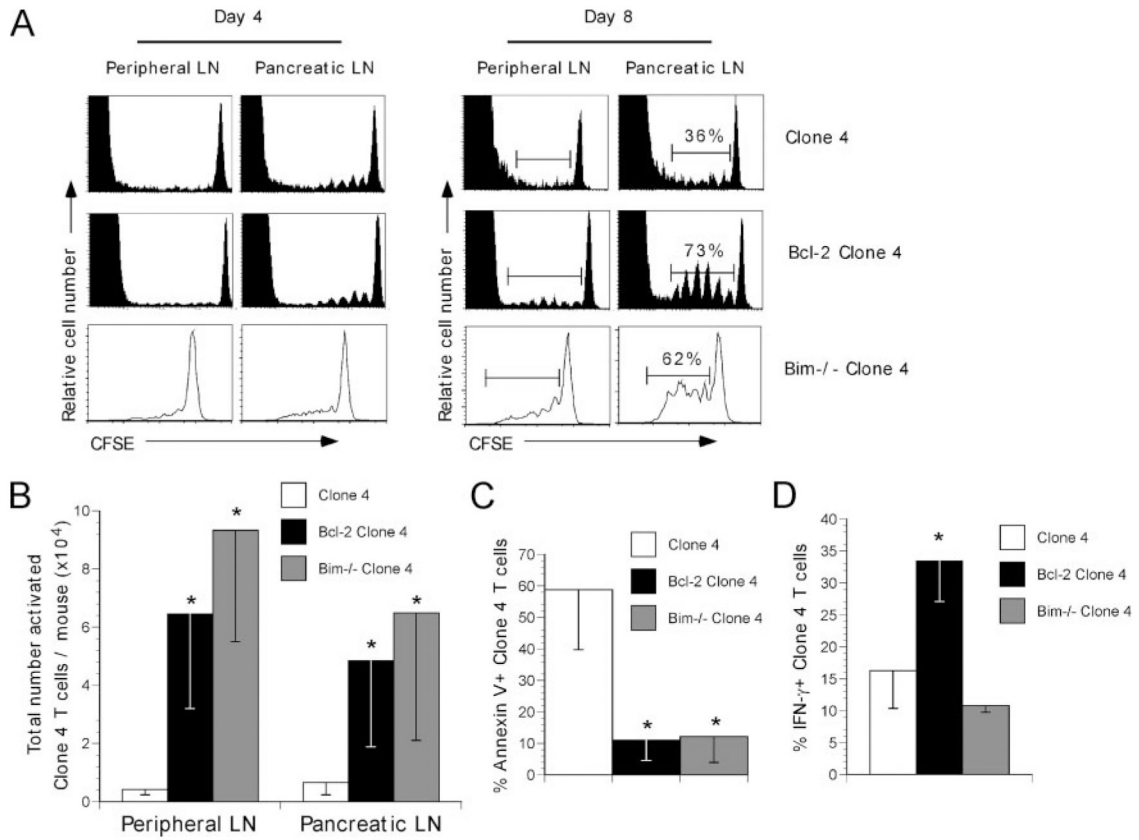 A
Day 4
Day 8
Peripheral LN
Pancreatic LN
Peripheral LN
Pancreatic LN
Relative cell number
Relative cell number
36%
Clone 4
73%
Bcl-2 Clone 4
62%
Bim-/- Clone 4
CFSE
CFSE
B
Total number activated
Clone 4 T cells / mouse (x10⁴)
10
8
6
4
2
0
*
*
*
*
Clone 4
Bcl-2 Clone 4
Bim-/- Clone 4
Peripheral LN
Pancreatic LN
C
% Annexin V+ Clone 4 T cells
70
60
50
40
30
20
10
0
*
*
Clone 4
Bcl-2 Clone 4
Bim-/- Clone 4
D
% IFN-γ+ Clone 4 T cells
40
35
30
25
20
15
10
5
0
*
Clone 4
Bcl-2 Clone 4
Bim-/- Clone 4